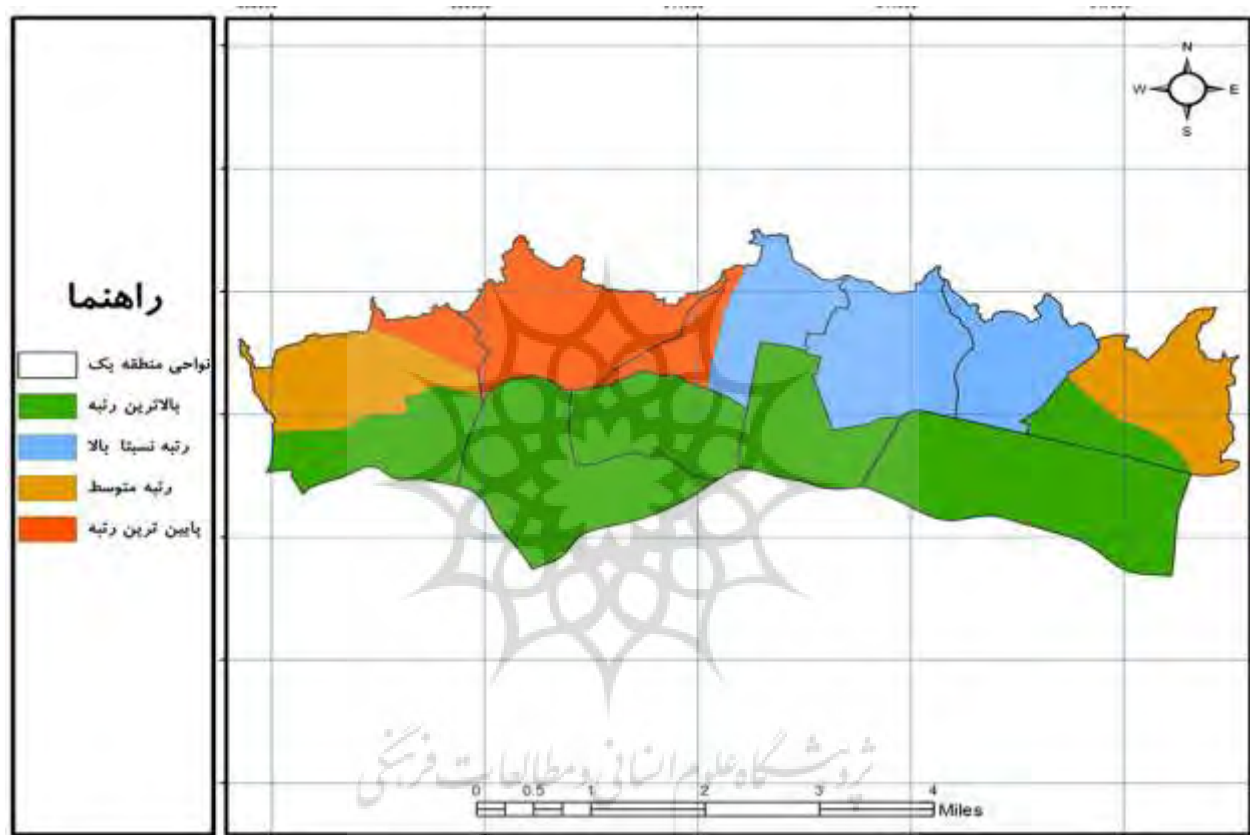 راهنما
نواحی منطقه یک
بالاترین رتبه
رتبه نسبتا بالا
رتبه متوسط
پایین ترین رتبه
N
W E
S
پژوهشگاه علوم انسانی و مطالعات فرهنگی
0 0.5 1 2 3 4
Miles